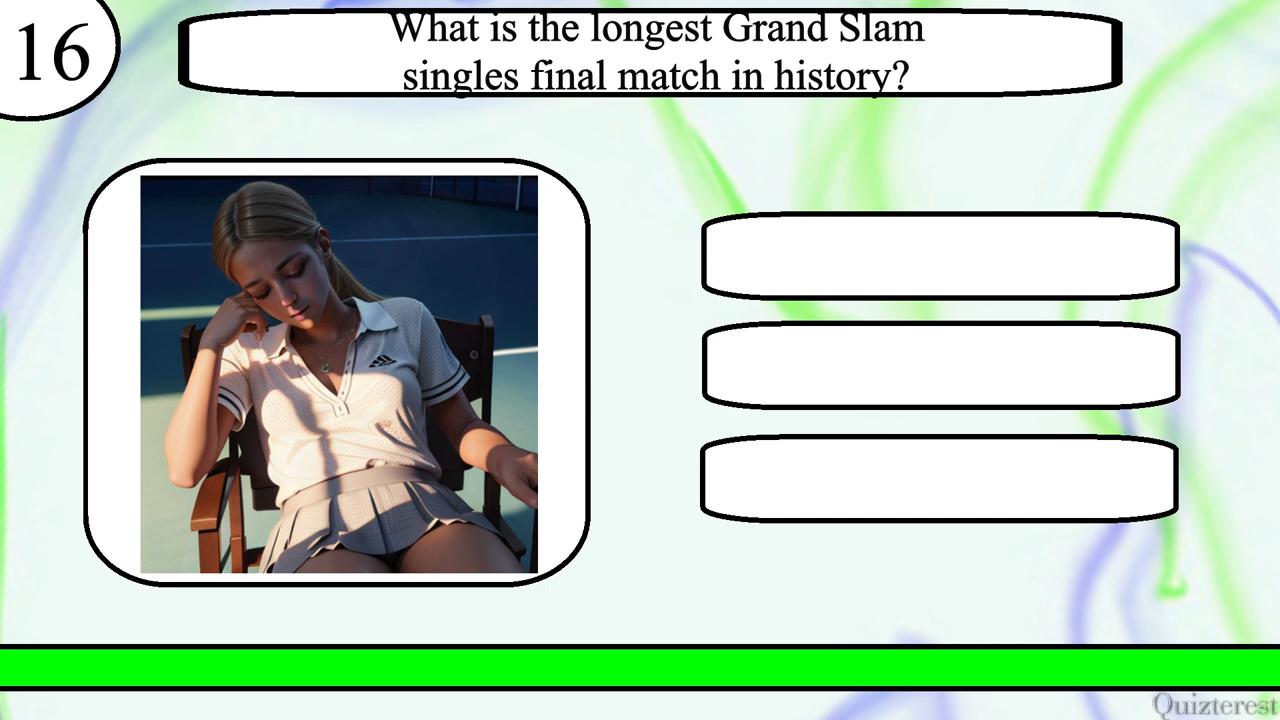 16
What is the longest Grand Slam
singles final match in history?
Quizterest